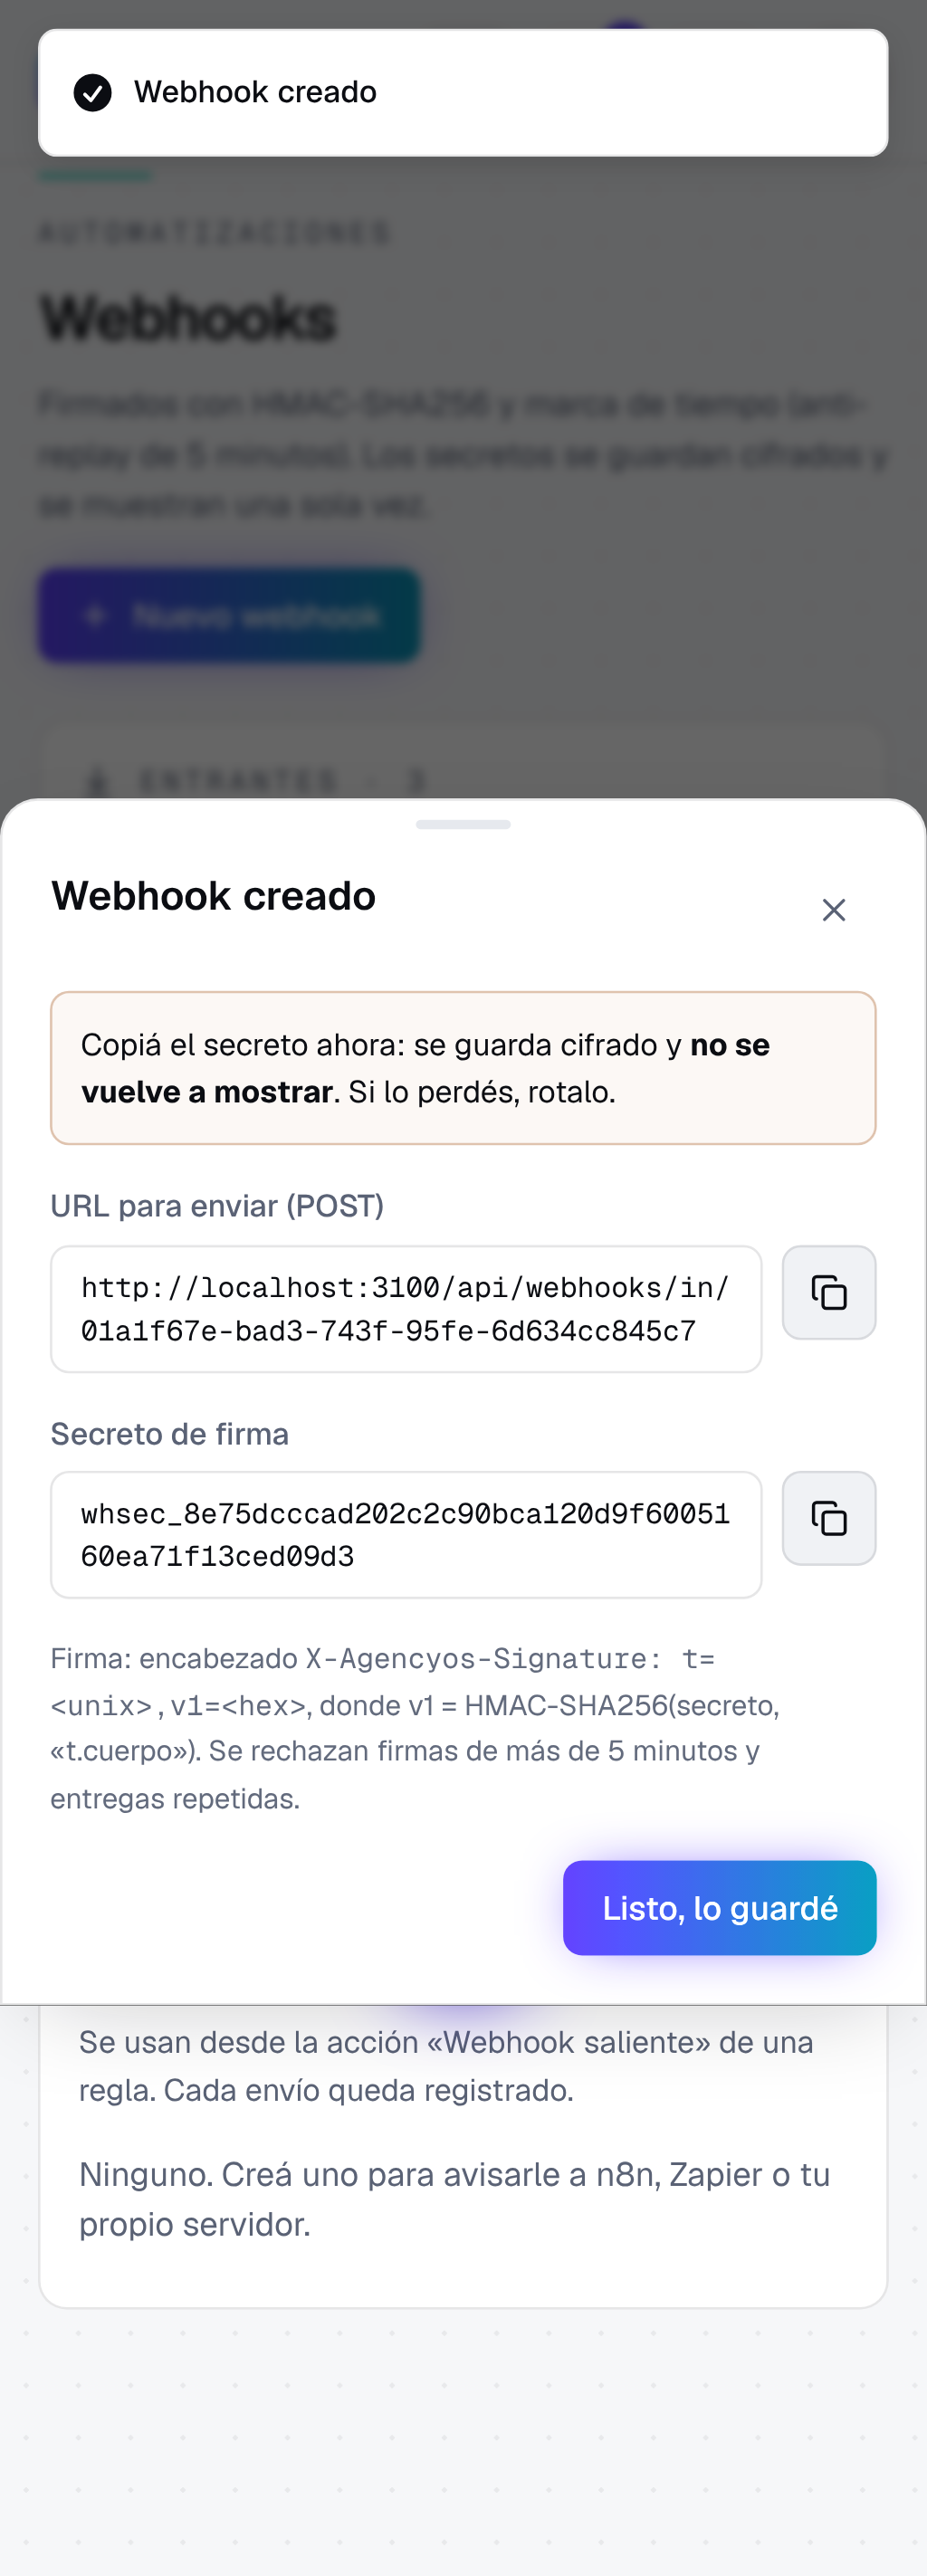 Webhook creado
AUTOMATIZACIONES
Webhooks
Firmados con HMAC-SHA256 y marca de tiempo (anti-
replay de 5 minutos). Los secretos se guardan cifrados y
se muestran una sola vez.
+ Nuevo webhook
ENTRANTES · 3
Webhook creado
Copiá el secreto ahora: se guarda cifrado y no se
vuelve a mostrar. Si lo perdés, rotalo.
URL para enviar (POST)
http://localhost:3100/api/webhooks/in/
01a1f67e-bad3-743f-95fe-6d634cc845c7
Secreto de firma
whsec_8e75dcccad202c2c90bca120d9f60051
60ea71f13ced09d3
Firma: encabezado X-Agencyos-Signature: t=
<unix>,v1=<hex>, donde v1 = HMAC-SHA256(secreto,
«t.cuerpo»). Se rechazan firmas de más de 5 minutos y
entregas repetidas.
Listo, lo guardé
Se usan desde la acción «Webhook saliente» de una
regla. Cada envío queda registrado.
Ninguno. Creá uno para avisarle a n8n, Zapier o tu
propio servidor.